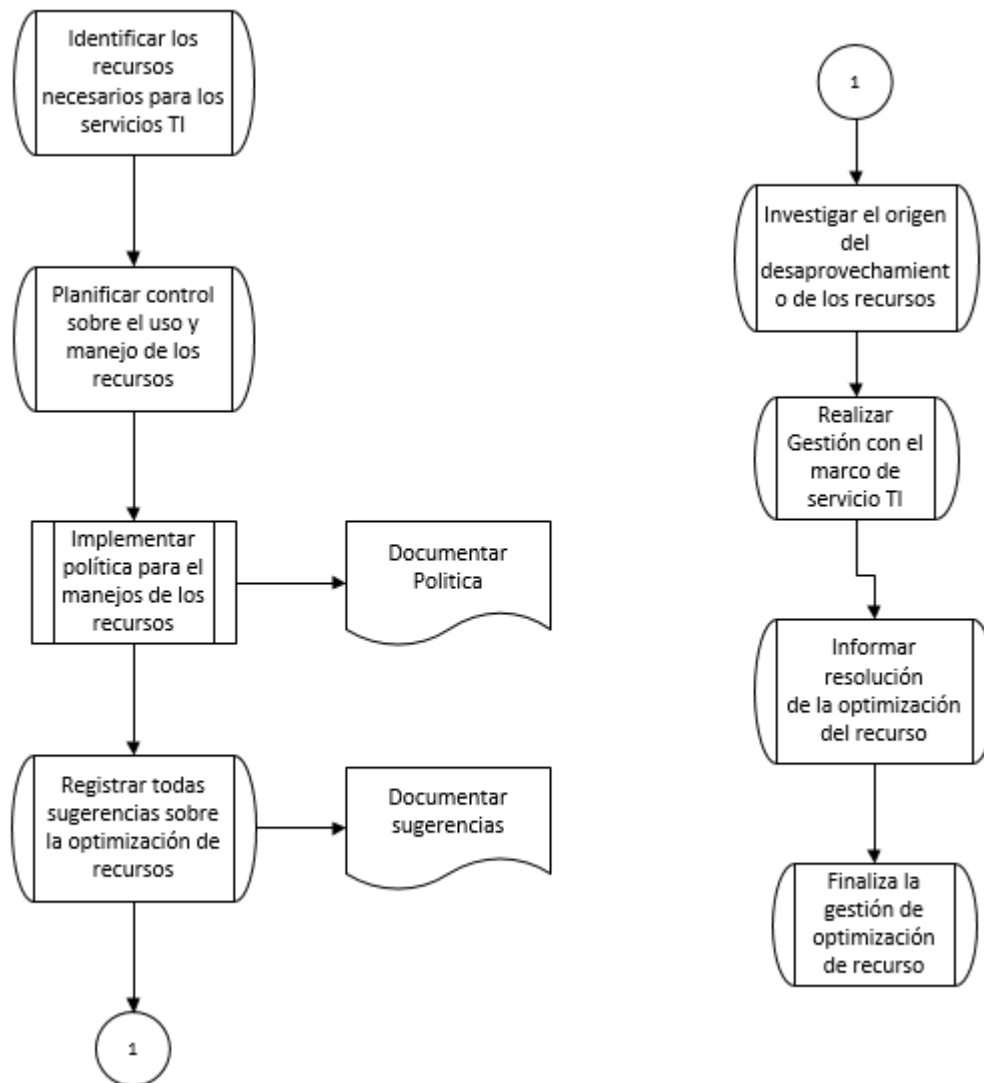 Identificar los
recursos
necesarios para los
servicios TI
Planificar control
sobre el uso y
manejo de los
recursos
Implementar
política para el
manejos de los
recursos
Documentar
Politica
Registrar todas
sugerencias sobre
la optimización de
recursos
Documentar
sugerencias
1
1
Investigar el origen
del
desaprovechamient
o de los recursos
Realizar
Gestión con el
marco de
servicio TI
Informar
resolución
de la optimización
del recurso
Finaliza la
gestión de
optimización
de recurso